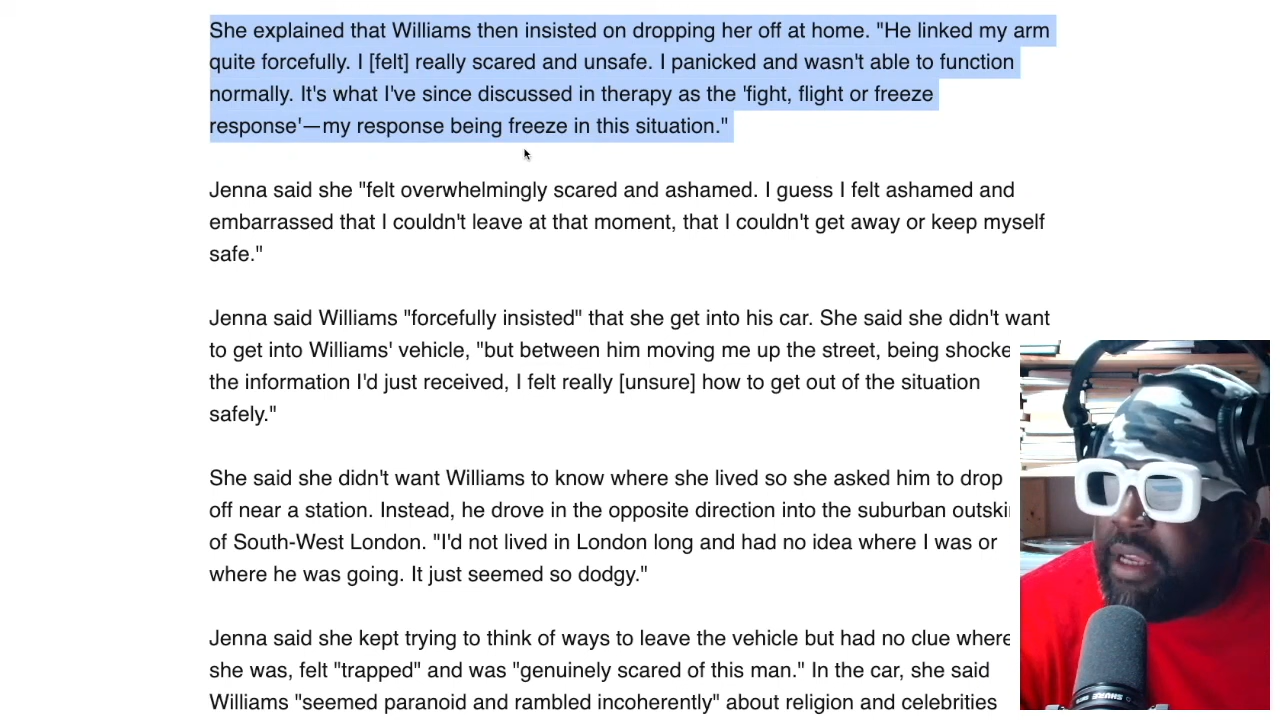 She explained that Williams then insisted on dropping her off at home. "He linked my arm
quite forcefully. I [felt] really scared and unsafe. I panicked and wasn't able to function
normally. It's what I've since discussed in therapy as the 'fight, flight or freeze
response'—my response being freeze in this situation."
Jenna said she "felt overwhelmingly scared and ashamed. I guess I felt ashamed and
embarrassed that I couldn't leave at that moment, that I couldn't get away or keep myself
safe."
Jenna said Williams "forcefully insisted" that she get into his car. She said she didn't want
to get into Williams' vehicle, "but between him moving me up the street, being shocke
the information I'd just received, I felt really [unsure] how to get out of the situation
safely."
She said she didn't want Williams to know where she lived so she asked him to drop
off near a station. Instead, he drove in the opposite direction into the suburban outski
of South-West London. "I'd not lived in London long and had no idea where I was or
where he was going. It just seemed so dodgy."
Jenna said she kept trying to think of ways to leave the vehicle but had no clue where
she was, felt "trapped" and was "genuinely scared of this man." In the car, she said
Williams "seemed paranoid and rambled incoherently" about religion and celebrities
SHURE